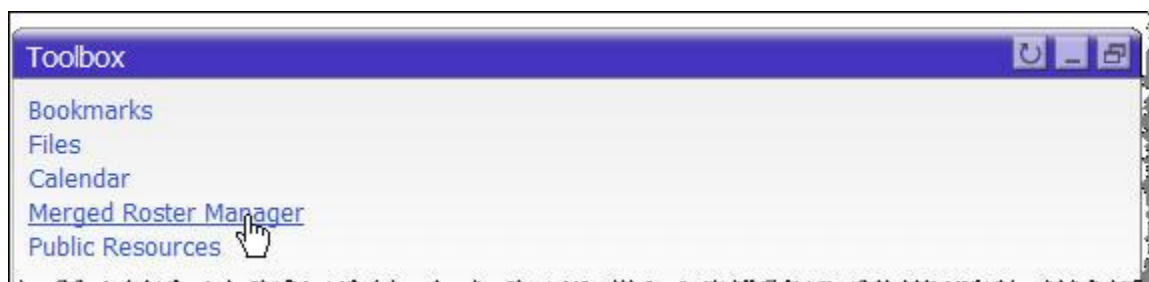 Toolbox
Bookmarks
Files
Calendar
Merged Roster Manager
Public Resources